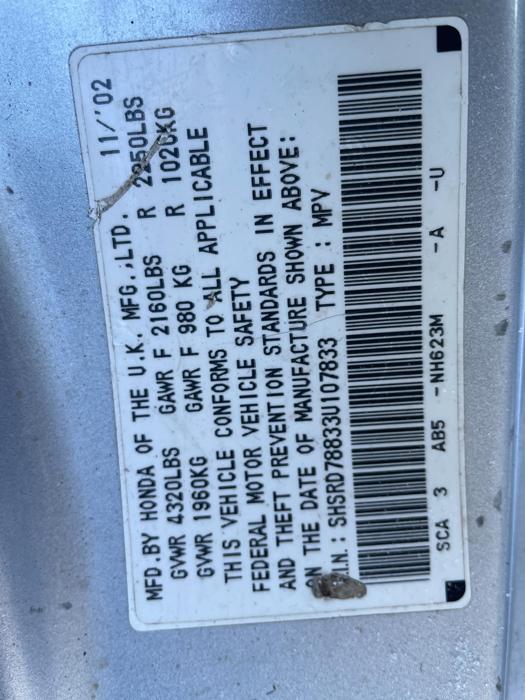 MFD.BY HONDA OF THE U.K. MFG.,LTD. 11/'02
GVWR 4320LBS GAWR F 2160LBS R 2250LBS
GVWR 1960KG GAWR F 980 KG R 1020KG
THIS VEHICLE CONFORMS TO ALL APPLICABLE
FEDERAL MOTOR VEHICLE SAFETY
AND THEFT PREVENTION STANDARDS IN EFFECT
ON THE DATE OF MANUFACTURE SHOWN ABOVE:
V.I.N.: SHSRD78833U107833 TYPE : MPV
SCA 3 AB5 -NH623M -A -U